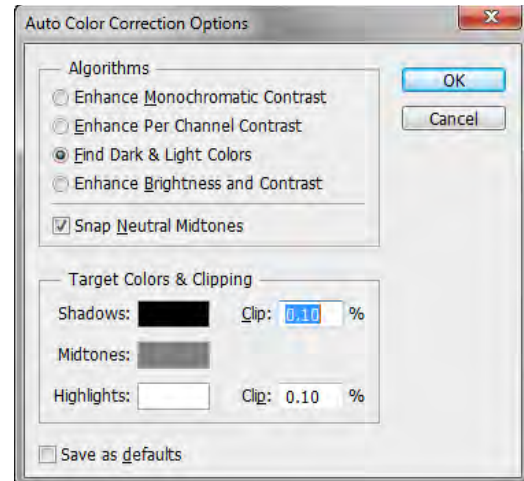 Auto Color Correction Options
Algorithms
Enhance Monochromatic Contrast
Enhance Per Channel Contrast
Find Dark & Light Colors
Enhance Brightness and Contrast
Snap Neutral Midtones
OK
Cancel
Target Colors & Clipping
Shadows: Clip: 0.10 %
Midtones:
Highlights: Clip: 0.10 %
Save as defaults